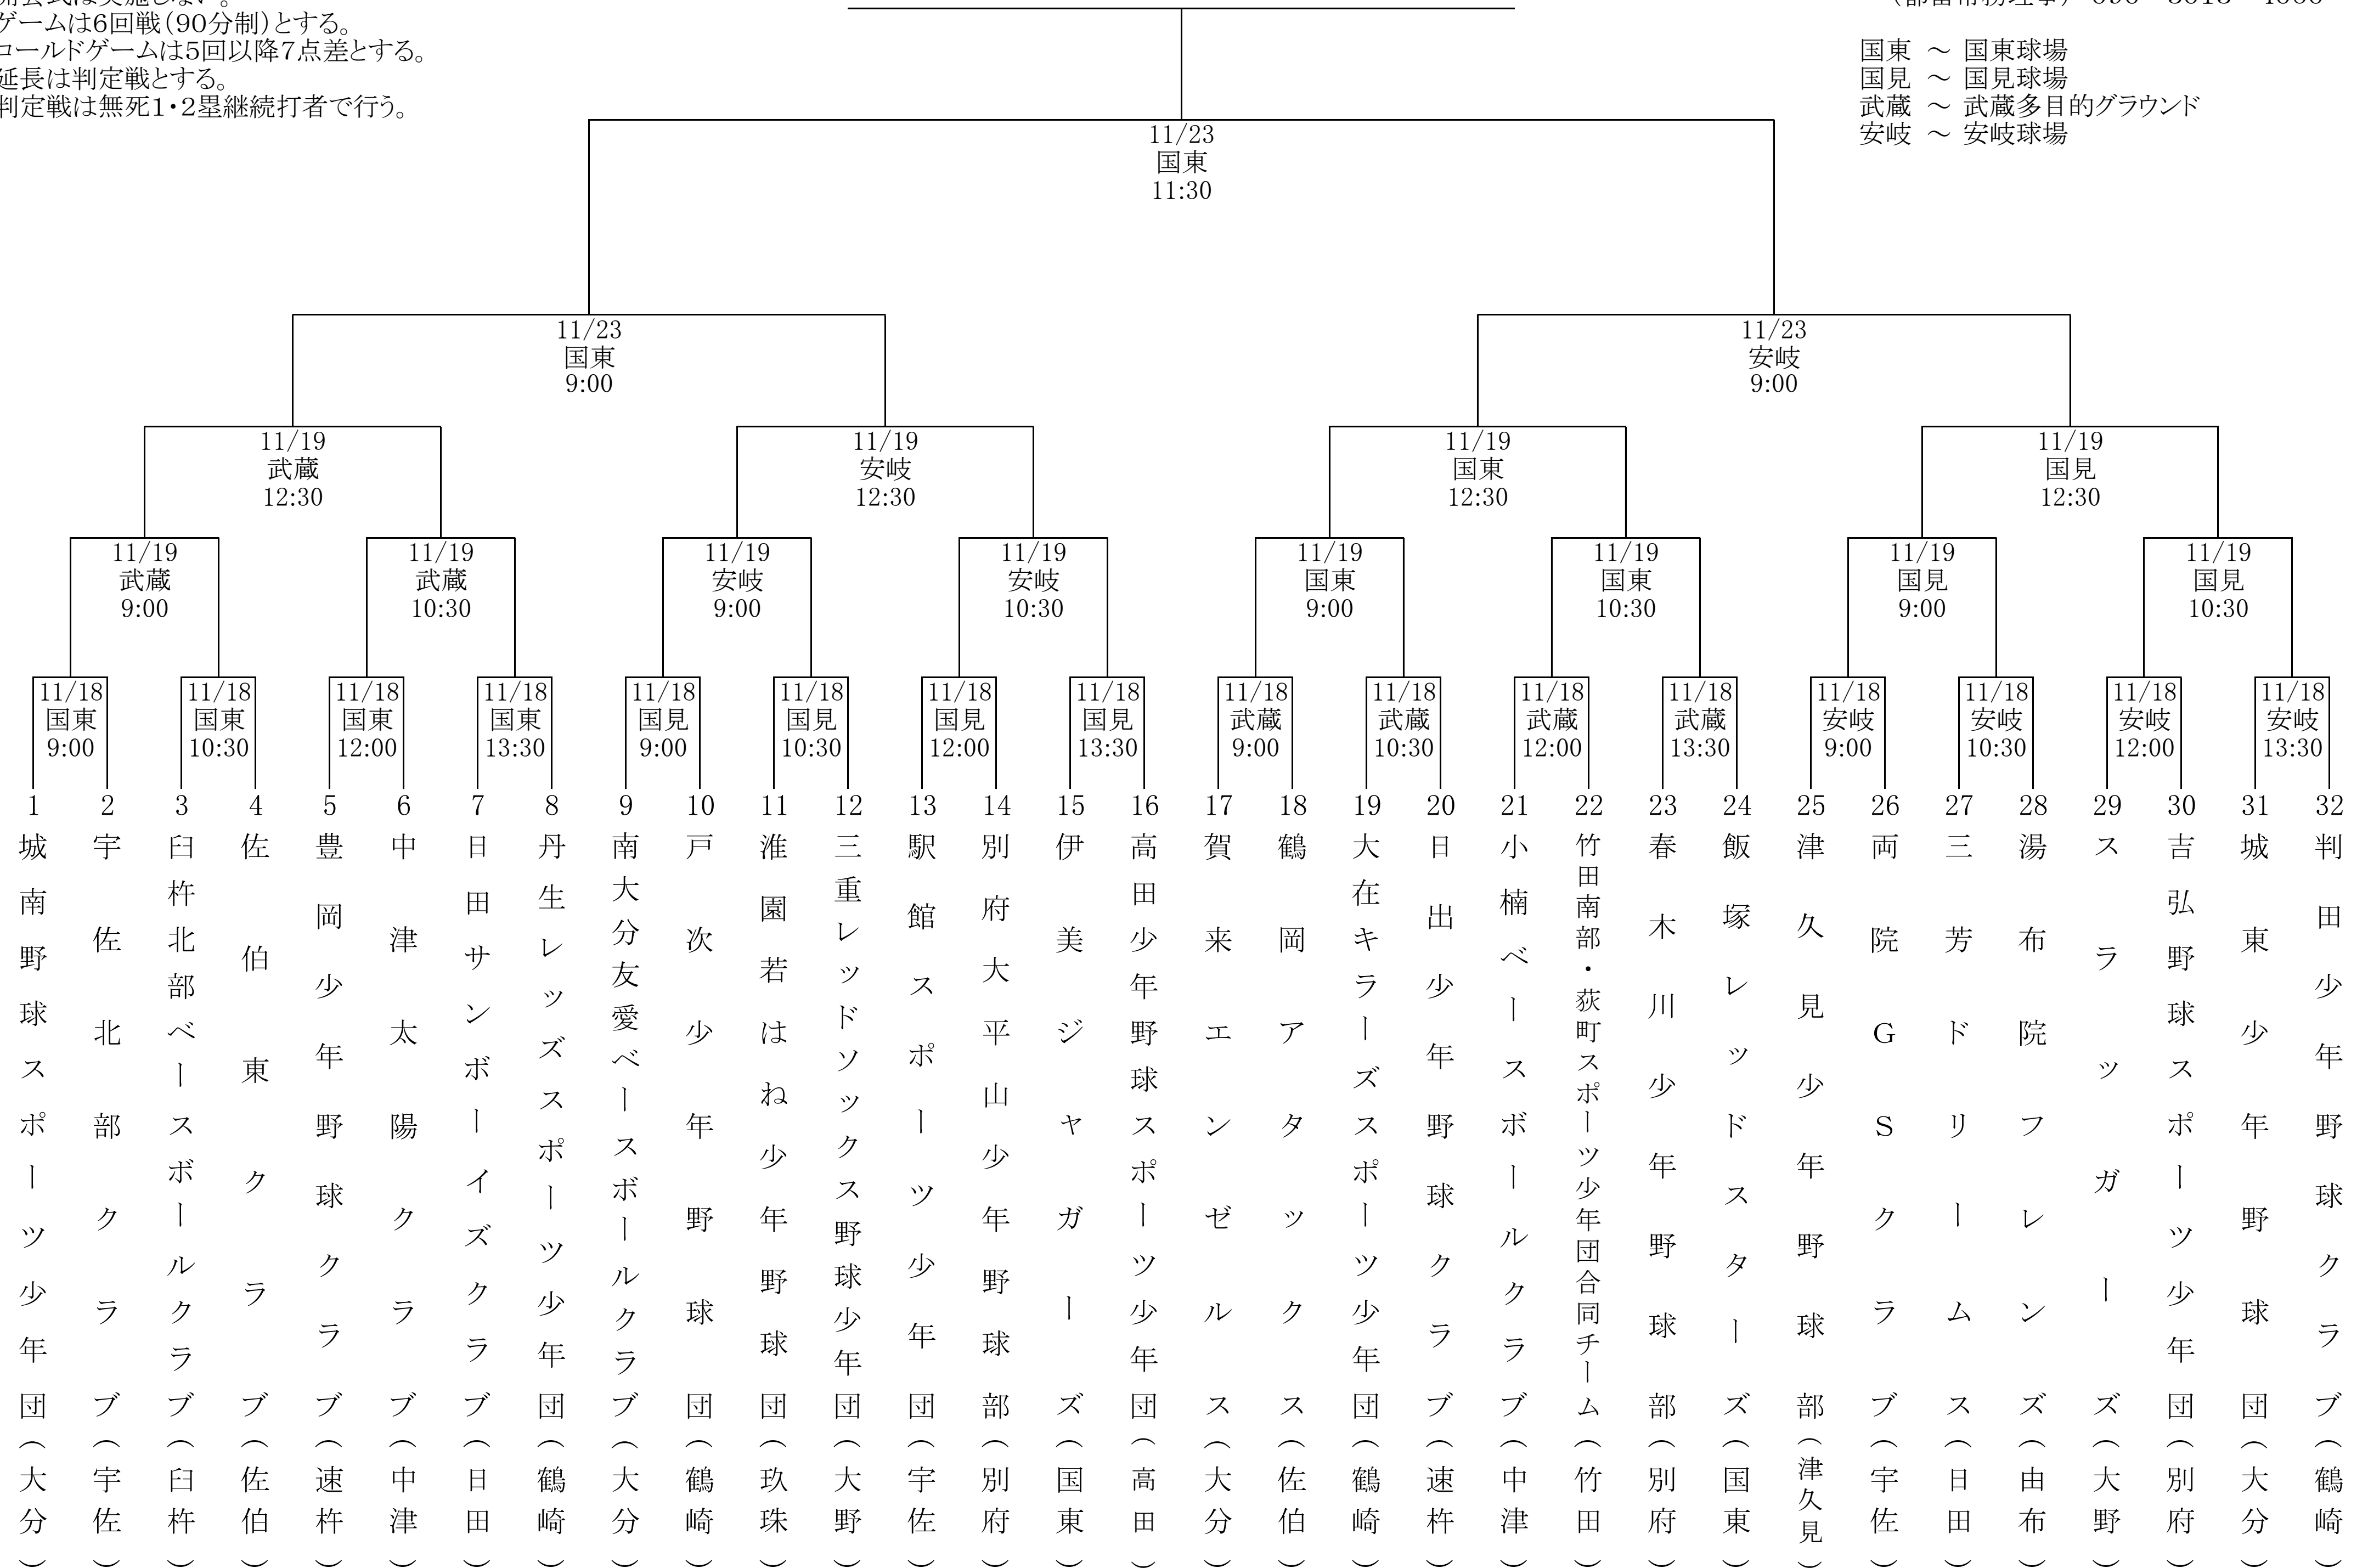 ゲームは6回戦（90分制）とする。
コールドゲームは5回以降7点差とする。
延長は判定戦とする。
判定戦は無死1・2塁継続打者で行う。
国東 ～ 国東球場
国見 ～ 国見球場
武蔵 ～ 武蔵多目的グラウンド
安岐 ～ 安岐球場
11/23
国東
11:30
11/23
国東
9:00
11/23
安岐
9:00
11/19
武蔵
12:30
11/19
安岐
12:30
11/19
国東
12:30
11/19
国見
12:30
11/19
武蔵
9:00
11/19
武蔵
10:30
11/19
安岐
9:00
11/19
安岐
10:30
11/19
国東
9:00
11/19
国東
10:30
11/19
国見
9:00
11/19
国見
10:30
11/18
国東
9:00
11/18
国東
10:30
11/18
国東
12:00
11/18
国東
13:30
11/18
国見
9:00
11/18
国見
10:30
11/18
国見
12:00
11/18
国見
13:30
11/18
武蔵
9:00
11/18
武蔵
10:30
11/18
武蔵
12:00
11/18
武蔵
13:30
11/18
安岐
9:00
11/18
安岐
10:30
11/18
安岐
12:00
11/18
安岐
13:30
1
城南野球スポーツ少年団（大分）
2
宇佐北部クラブ（宇佐）
3
臼杵北部ベースボールクラブ（臼杵）
4
佐伯東クラブ（佐伯）
5
豊岡少年野球クラブ（速杵）
6
中津太陽クラブ（中津）
7
日田サンボーイズクラブ（日田）
8
丹生レッズスポーツ少年団（鶴崎）
9
南大分友愛ベースボールクラブ（大分）
10
戸次少年野球団（鶴崎）
11
淮園若はね少年野球団（玖珠）
12
三重レッドソックス野球少年団（大野）
13
駅館スポーツ少年団（宇佐）
14
別府大平山少年野球部（別府）
15
伊美ジャガーズ（国東）
16
高田少年野球スポーツ少年団（高田）
17
賀来エンゼルス（大分）
18
鶴岡アタックス（佐伯）
19
大在キラーズスポーツ少年団（鶴崎）
20
日出少年野球クラブ（速杵）
21
小楠ベースボールクラブ（中津）
22
竹田南部・荻町スポーツ少年団合同チーム（竹田）
23
春木川少年野球部（別府）
24
飯塚レッドスターズ（国東）
25
津久見少年野球部（津久見）
26
両院GSクラブ（宇佐）
27
三芳ドリームス（日田）
28
湯布院フレンズ（由布）
29
スラッガーズ（大野）
30
吉弘野球スポーツ少年団（別府）
31
城東少年野球団（大分）
32
判田少年野球クラブ（鶴崎）